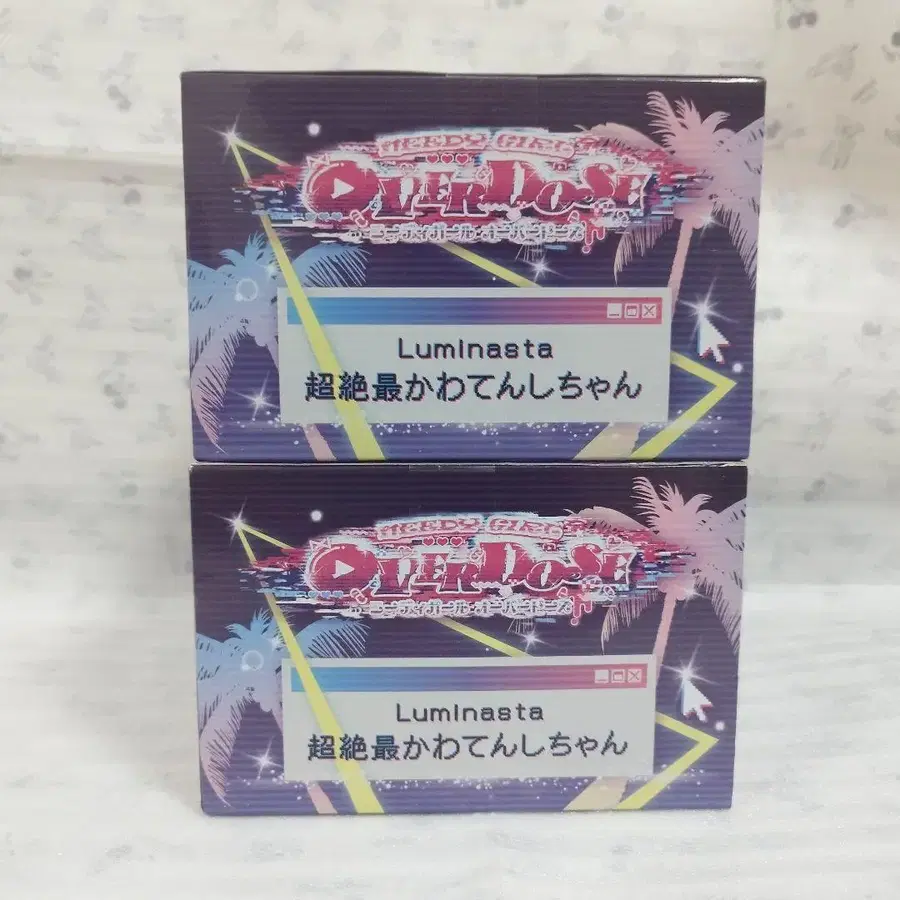 NEEDY GIRL
OVERDOSE
ニーディガール オーバードーズ
Luminasta
超絶最かわてんしちゃん
NEEDY GIRL
OVERDOSE
ニーディガール オーバードーズ
Luminasta
超絶最かわてんしちゃん